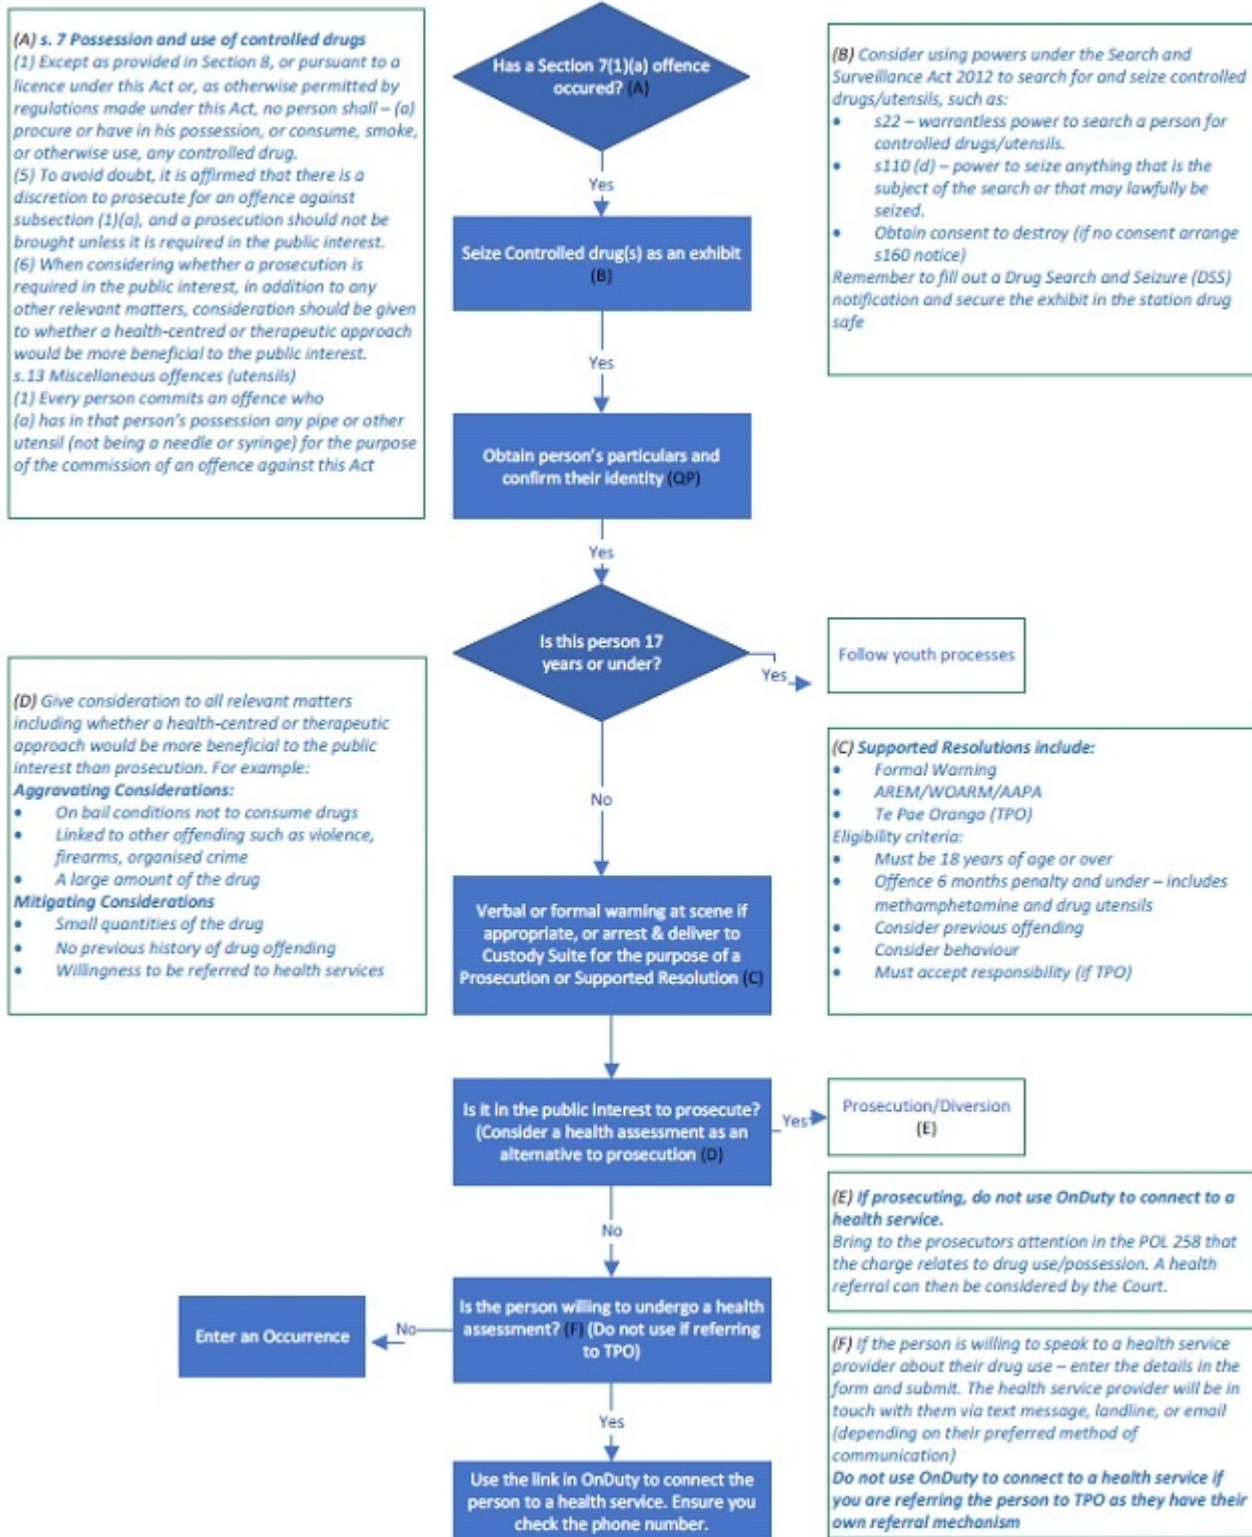 (A) s. 7 Possession and use of controlled drugs
(1) Except as provided in Section 8, or pursuant to a
licence under this Act or, as otherwise permitted by
regulations made under this Act, no person shall – (a)
procure or have in his possession, or consume, smoke,
or otherwise use, any controlled drug.
(5) To avoid doubt, it is affirmed that there is a
discretion to prosecute for an offence against
subsection (1)(a), and a prosecution should not be
brought unless it is required in the public interest.
(6) When considering whether a prosecution is
required in the public interest, in addition to any
other relevant matters, consideration should be given
to whether a health-centred or therapeutic approach
would be more beneficial to the public interest.
s.13 Miscellaneous offences (utensils)
(1) Every person commits an offence who
(a) has in that person's possession any pipe or other
utensil (not being a needle or syringe) for the purpose
of the commission of an offence against this Act
Has a Section 7(1)(a) offence
occured? (A)
(B) Consider using powers under the Search and
Surveillance Act 2012 to search for and seize controlled
drugs/utensils, such as:
• s22 – warrantless power to search a person for
controlled drugs/utensils.
• s110 (d) – power to seize anything that is the
subject of the search or that may lawfully be
seized.
• Obtain consent to destroy (if no consent arrange
s160 notice)
Remember to fill out a Drug Search and Seizure (DSS)
notification and secure the exhibit in the station drug
safe
Yes
Seize Controlled drug(s) as an exhibit
(B)
Yes
Obtain person's particulars and
confirm their identity (QP)
Yes
Is this person 17
years or under?
Yes
Follow youth processes
No
(D) Give consideration to all relevant matters
including whether a health-centred or therapeutic
approach would be more beneficial to the public
interest than prosecution. For example:
Aggravating Considerations:
• On bail conditions not to consume drugs
• Linked to other offending such as violence,
firearms, organised crime
• A large amount of the drug
Mitigating Considerations
• Small quantities of the drug
• No previous history of drug offending
• Willingness to be referred to health services
(C) Supported Resolutions include:
• Formal Warning
• AREM/WOARM/AAPA
• Te Pae Oranga (TPO)
Eligibility criteria:
• Must be 18 years of age or over
• Offence 6 months penalty and under – includes
methamphetamine and drug utensils
• Consider previous offending
• Consider behaviour
• Must accept responsibility (if TPO)
Verbal or formal warning at scene if
appropriate, or arrest & deliver to
Custody Suite for the purpose of a
Prosecution or Supported Resolution (C)
Is it in the public Interest to prosecute?
(Consider a health assessment as an
alternative to prosecution (D)
Yes
Prosecution/Diversion
(E)
No
(E) If prosecuting, do not use OnDuty to connect to a
health service.
Bring to the prosecutors attention in the POL 258 that
the charge relates to drug use/possession. A health
referral can then be considered by the Court.
Is the person willing to undergo a health
assessment? (F) (Do not use if referring
to TPO)
No
Enter an Occurrence
Yes
(F) If the person is willing to speak to a health service
provider about their drug use – enter the details in the
form and submit. The health service provider will be in
touch with them via text message, landline, or email
(depending on their preferred method of
communication)
Do not use OnDuty to connect to a health service if
you are referring the person to TPO as they have their
own referral mechanism
Use the link in OnDuty to connect the
person to a health service. Ensure you
check the phone number.